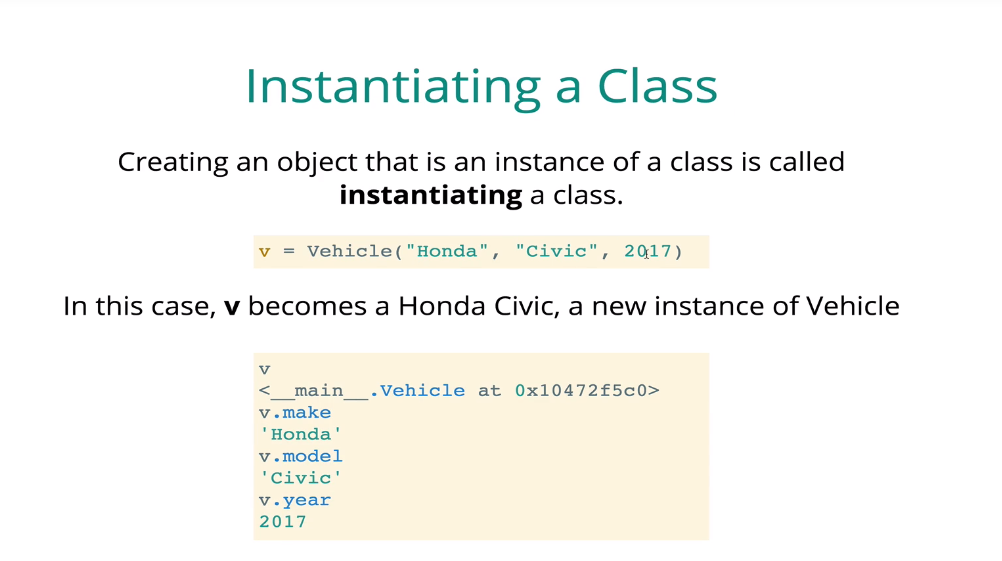 Instantiating a Class
Creating an object that is an instance of a class is called
instantiating a class.
v = Vehicle("Honda", "Civic", 2017)
In this case, v becomes a Honda Civic, a new instance of Vehicle
v
<__main__.Vehicle at 0x10472f5c0>
v.make
'Honda'
v.model
'Civic'
v.year
2017